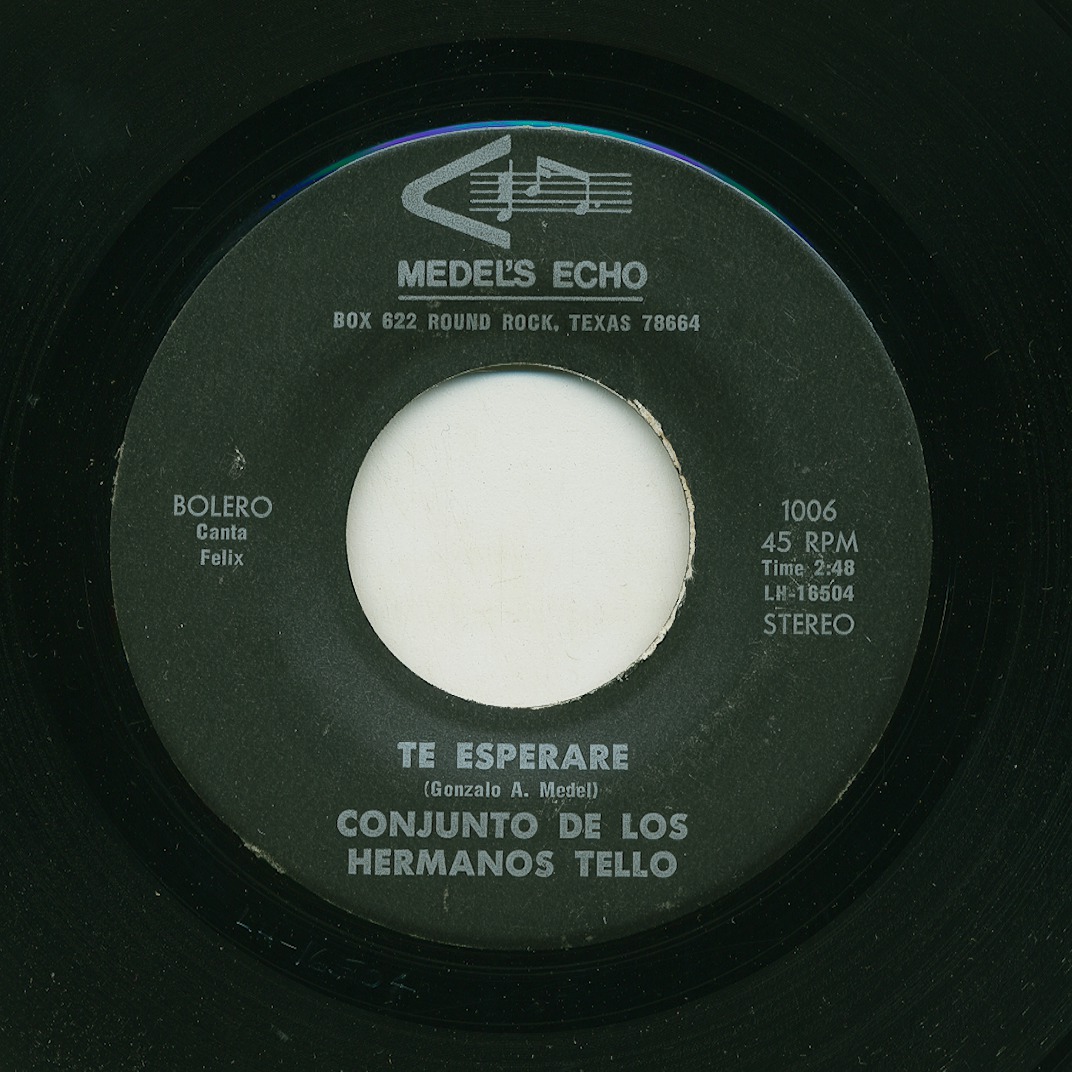 MEDEL'S ECHO
BOX 622 ROUND ROCK, TEXAS 78664
BOLERO
Canta
Felix
1006
45 RPM
Time 2:48
LH-16504
STEREO
TE ESPERARE
(Gonzalo A. Medel)
CONJUNTO DE LOS
HERMANOS TELLO